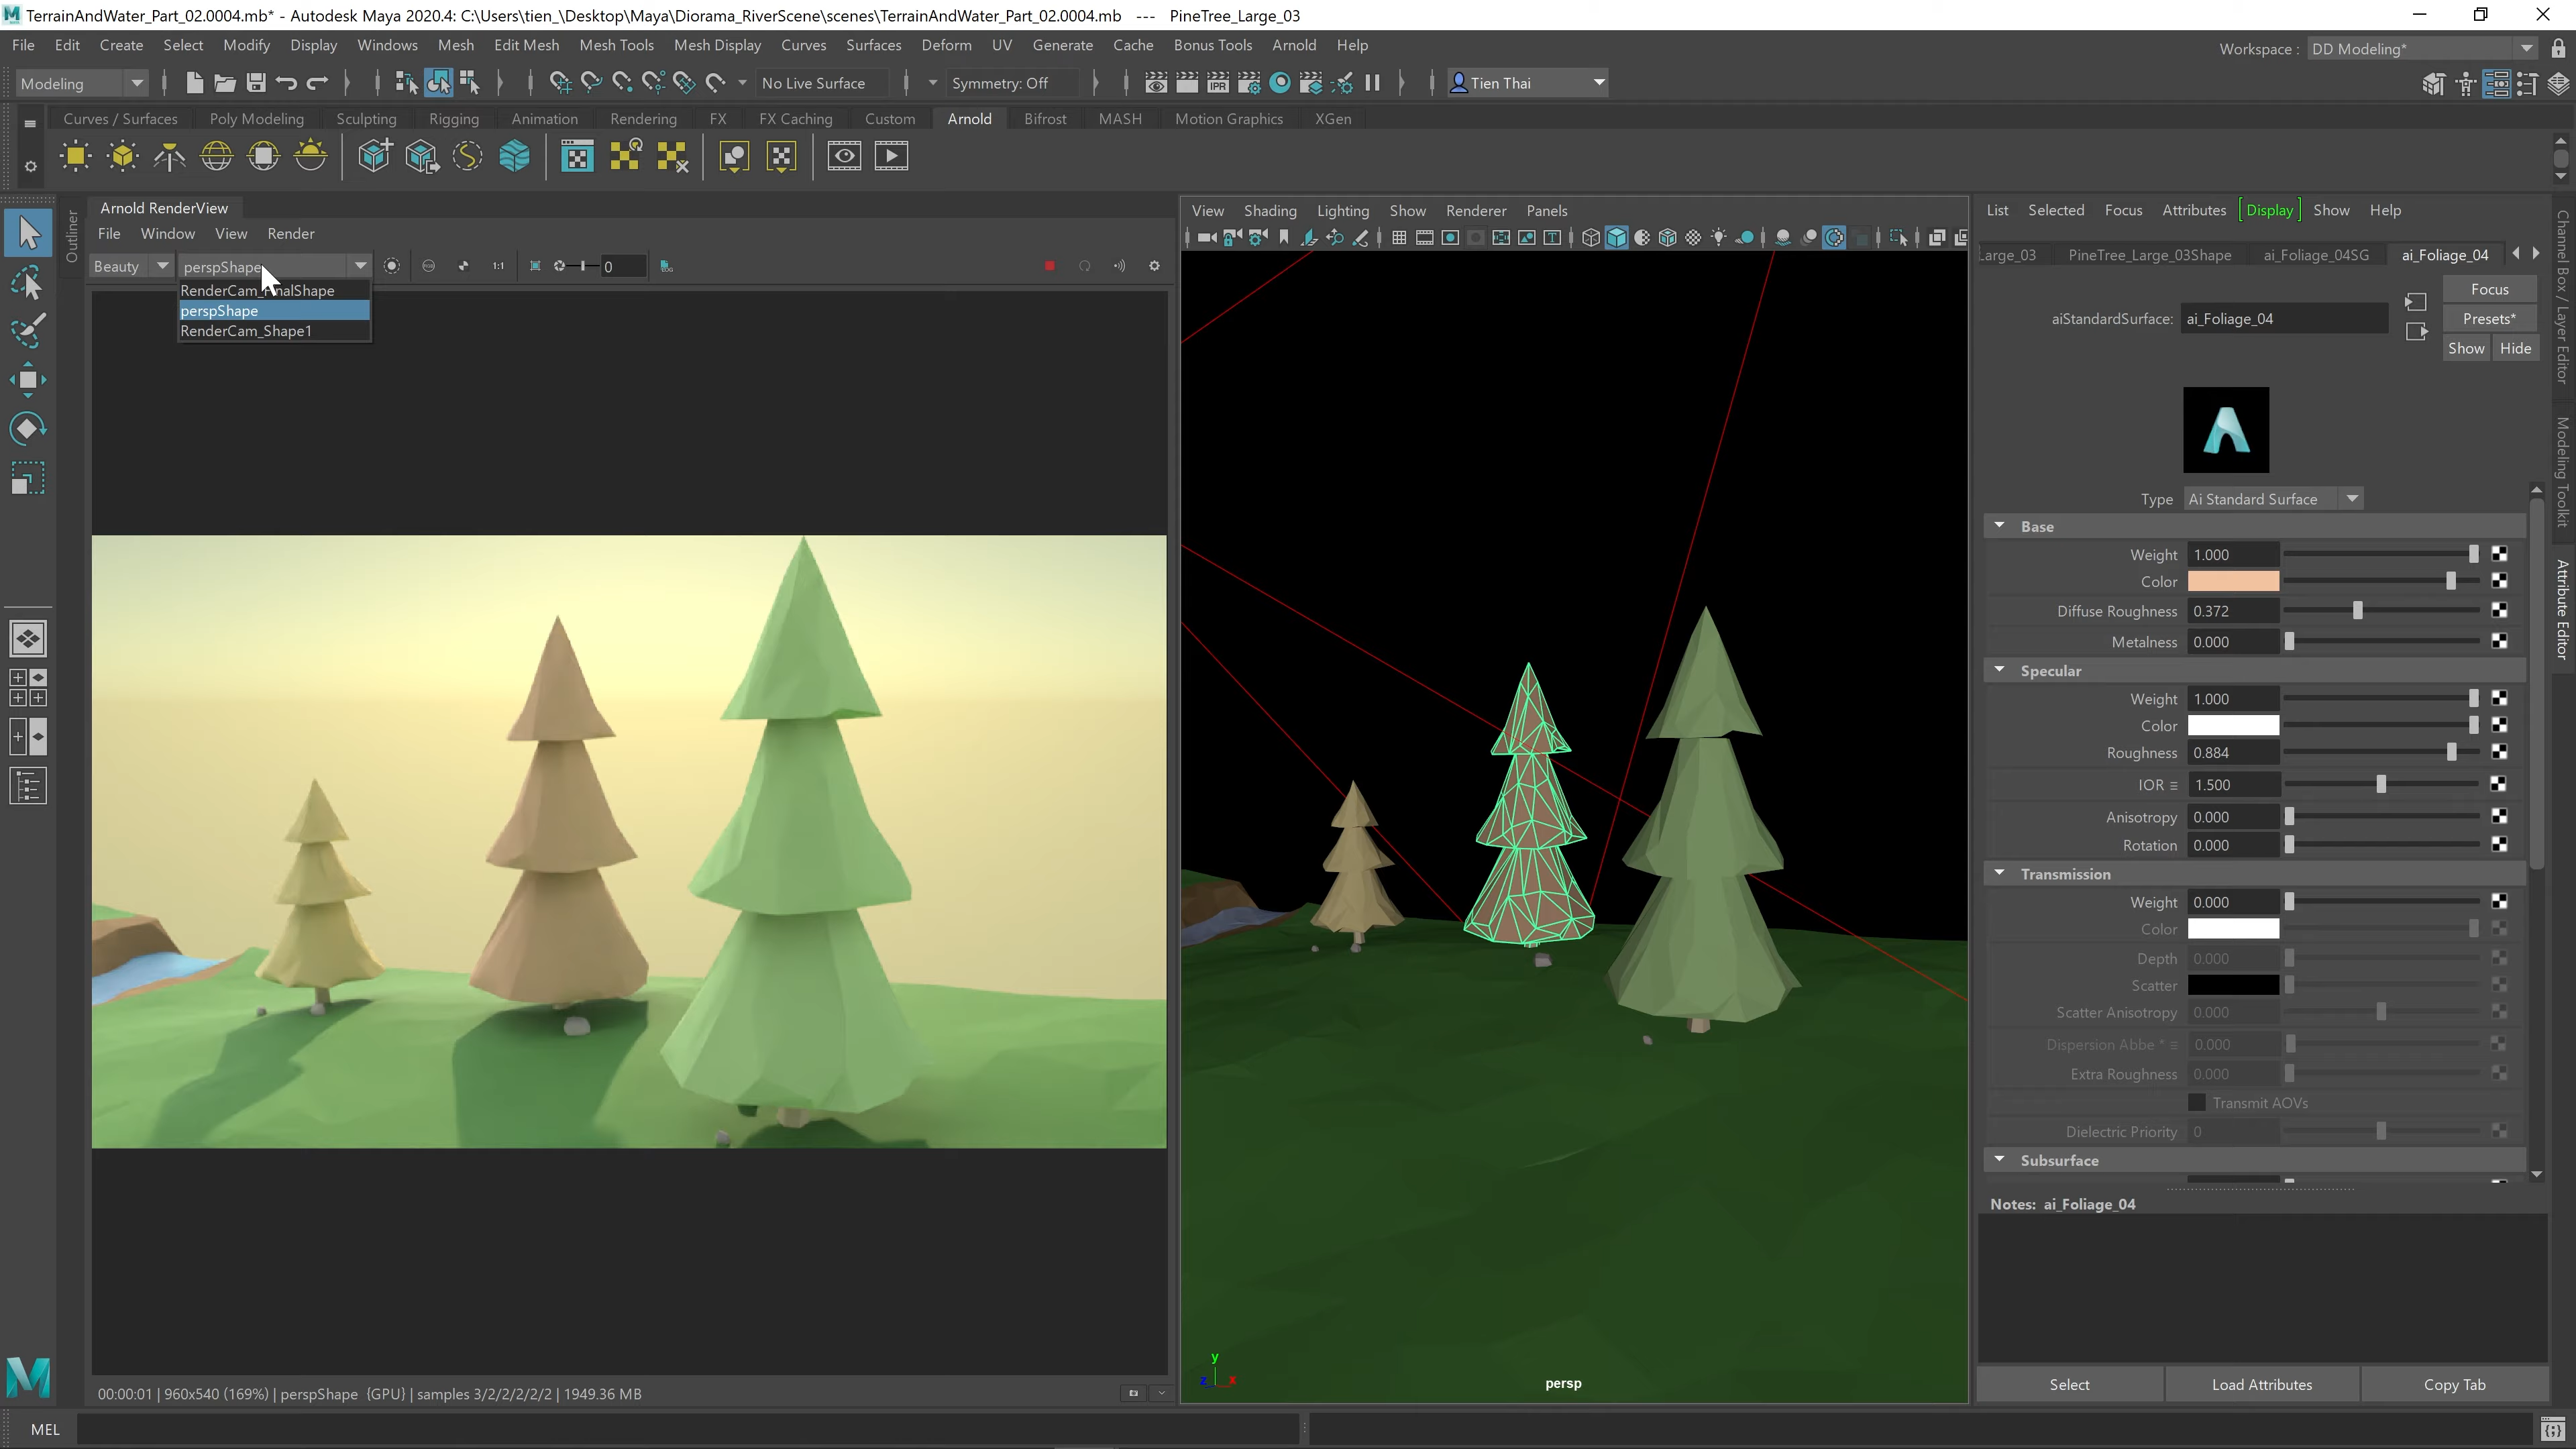 TerrainAndWater_Part_02.0004.mb* - Autodesk Maya 2020.4: C:\Users\tien_\Desktop\Maya\Diorama_RiverScene\scenes\TerrainAndWater_Part_02.0004.mb --- PineTree_Large_03
File Edit Create Select Modify Display Windows Mesh Edit Mesh Mesh Tools Mesh Display Curves Surfaces Deform UV Generate Cache Bonus Tools Arnold Help
Workspace : DD Modeling*
Modeling No Live Surface Symmetry: Off IPR Tien Thai
Curves / Surfaces Poly Modeling Sculpting Rigging Animation Rendering FX FX Caching Custom Arnold Bifrost MASH Motion Graphics XGen
Outliner
Arnold RenderView
File Window View Render
Beauty perspShape 1:1 0
RenderCam_
perspShape
RenderCam_Shape1
00:00:01 | 960x540 (169%) | perspShape {GPU} | samples 3/2/2/2/2/2 | 1949.36 MB
View Shading Lighting Show Renderer Panels
y
z x
persp
List Selected Focus Attributes Display Show Help
Large_03 PineTree_Large_03Shape ai_Foliage_04SG ai_Foliage_04
Focus
aiStandardSurface: ai_Foliage_04
Presets*
Show Hide
Type Ai Standard Surface
Base
Weight 1.000
Color
Diffuse Roughness 0.372
Metalness 0.000
Specular
Weight 1.000
Color
Roughness 0.884
IOR 1.500
Anisotropy 0.000
Rotation 0.000
Transmission
Weight 0.000
Color
Depth 0.000
Scatter
Scatter Anisotropy 0.000
Dispersion Abbe * 0.000
Extra Roughness 0.000
Transmit AOVs
Dielectric Priority 0
Subsurface
Notes: ai_Foliage_04
Select Load Attributes Copy Tab
Channel Box / Layer Editor
Modeling Toolkit
Attribute Editor
MEL